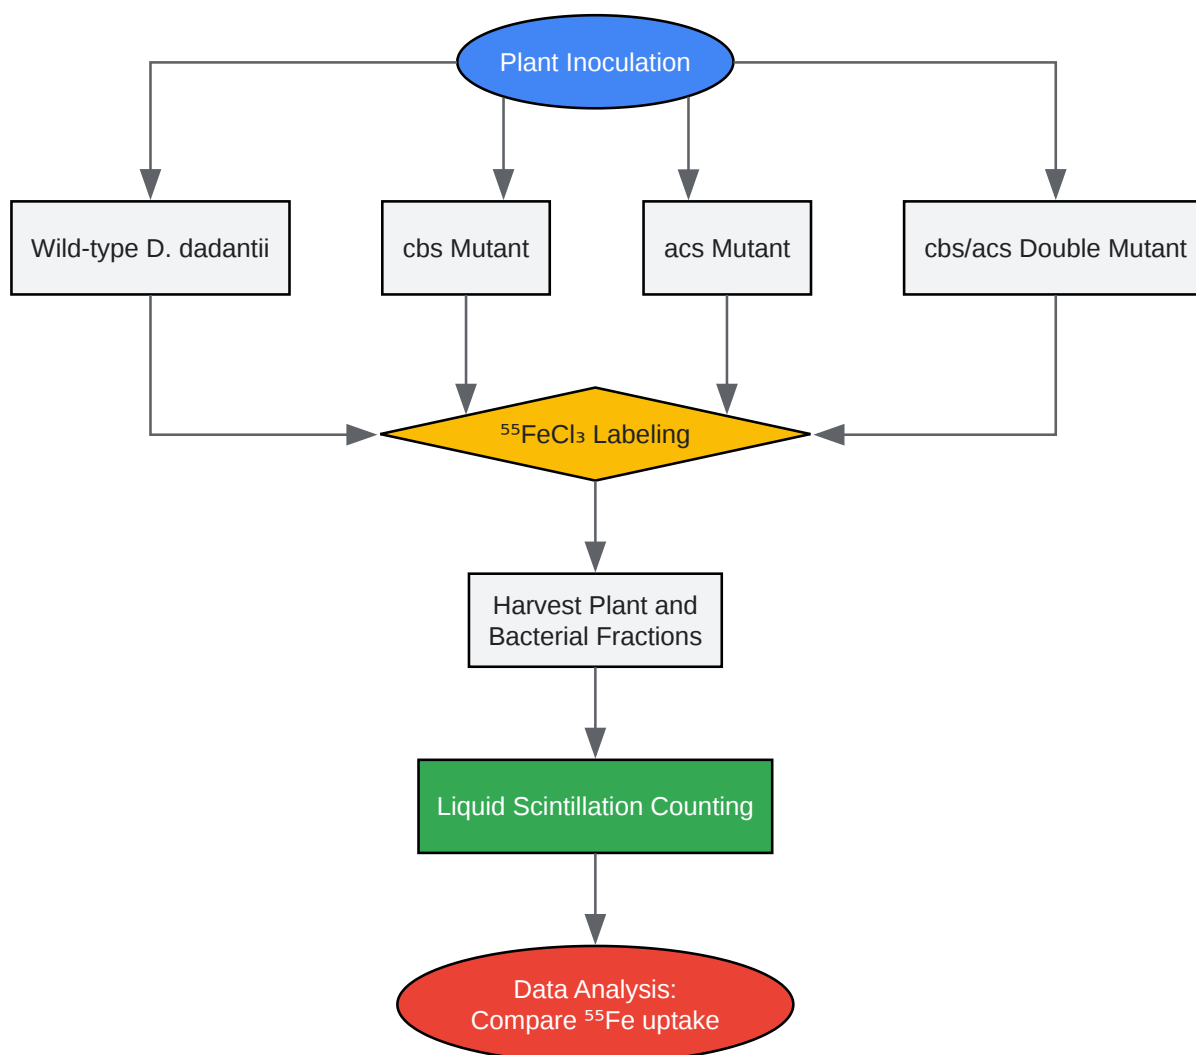 Plant Inoculation
Wild-type D. dadantii
cbs Mutant
acs Mutant
cbs/acs Double Mutant
⁵⁵FeCl₃ Labeling
Harvest Plant and
Bacterial Fractions
Liquid Scintillation Counting
Data Analysis:
Compare ⁵⁵Fe uptake